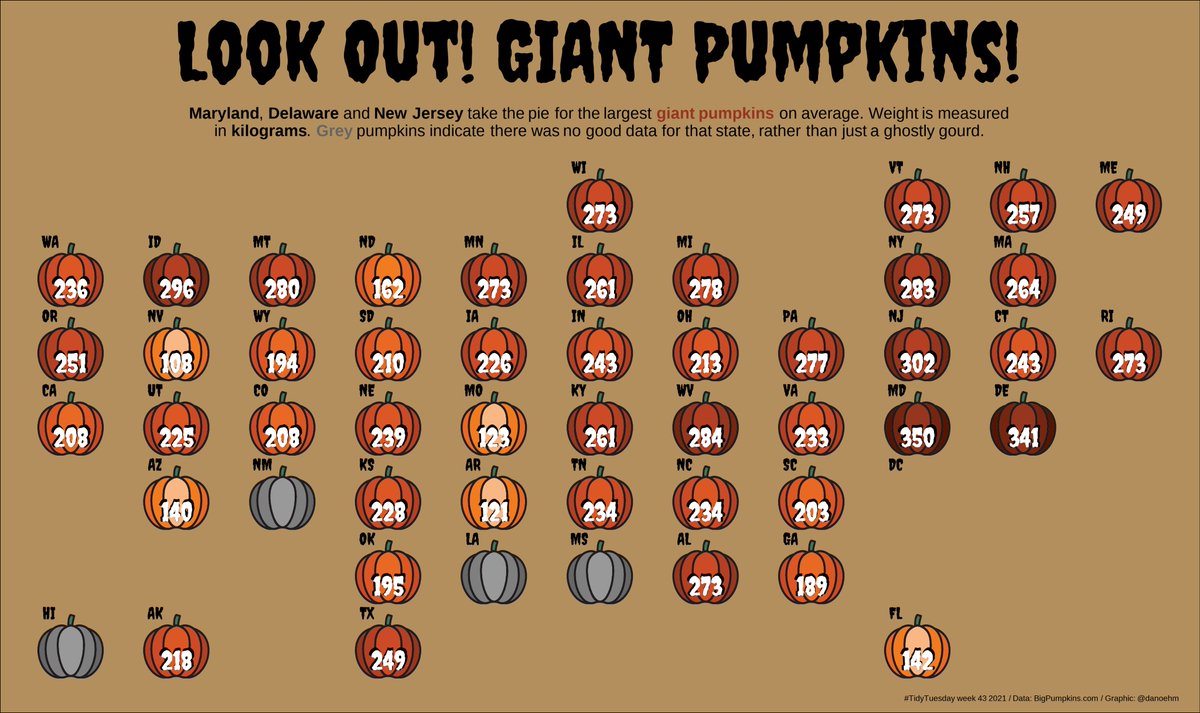 LOOK OUT! GIANT PUMPKINS!
Maryland, Delaware and New Jersey take the pie for the largest giant pumpkins on average. Weight is measured
in kilograms. Grey pumpkins indicate there was no good data for that state, rather than just a ghostly gourd.
WI VT NH ME
273 273 257 249
WA ID MT ND MN IL MI NY MA
236 296 280 162 273 261 278 283 264
OR NV WY SD IA IN OH PA NJ CT RI
251 108 194 210 226 243 213 277 302 243 273
CA UT CO NE MO KY WV VA MD DE
208 225 208 239 123 261 284 233 350 341
AZ NM KS AR TN NC SC DC
140 228 121 234 234 203
OK LA MS AL GA
195 273 189
HI AK TX FL
218 249 142
#TidyTuesday week 43 2021 / Data: BigPumpkins.com / Graphic: @danoehm